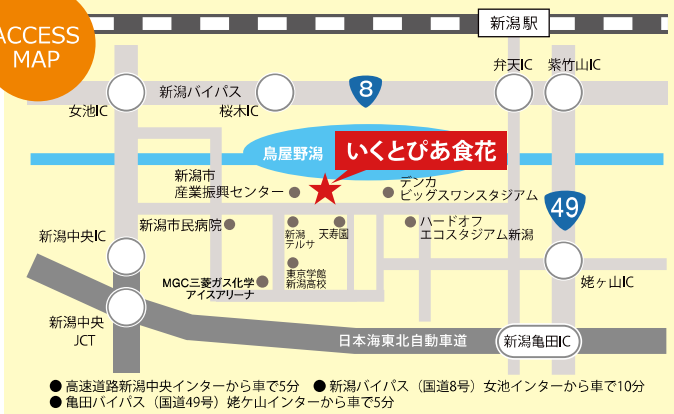 ACCESS
MAP
新潟駅
8
弁天IC
紫竹山IC
新潟バイパス
女池IC
桜木IC
鳥屋野潟
いくとぴあ食花
新潟市
産業振興センター
デンカ
ビッグスワンスタジアム
49
新潟市民病院
新潟
テルサ
天寿園
ハードオフ
エコスタジアム新潟
新潟中央IC
東京学館
新潟高校
MGC三菱ガス化学
アイスアリーナ
姥ヶ山IC
新潟中央
JCT
日本海東北自動車道
新潟亀田IC
● 高速道路新潟中央インターから車で5分 ● 新潟バイパス（国道8号）女池インターから車で10分
● 亀田バイパス（国道49号）姥ケ山インターから車で5分